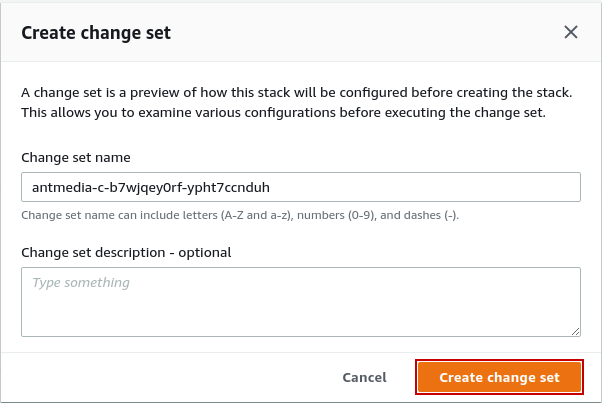 Create change set
A change set is a preview of how this stack will be configured before creating the stack.
This allows you to examine various configurations before executing the change set.
Change set name
antmedia-c-b7wjqey0rf-ypht7ccnduh
Change set name can include letters (A-Z and a-z), numbers (0-9), and dashes (-).
Change set description - optional
Type something
Cancel
Create change set